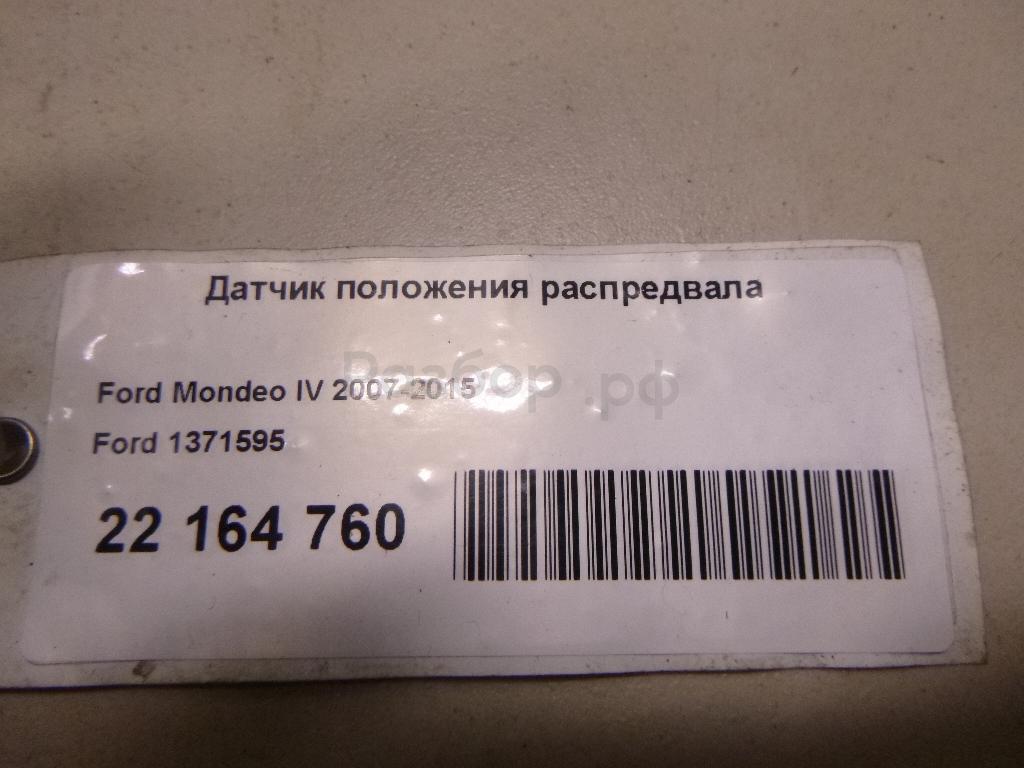 Датчик положения распредвала
Разбор.рф
Ford Mondeo IV 2007-2015
Ford 1371595
22 164 760